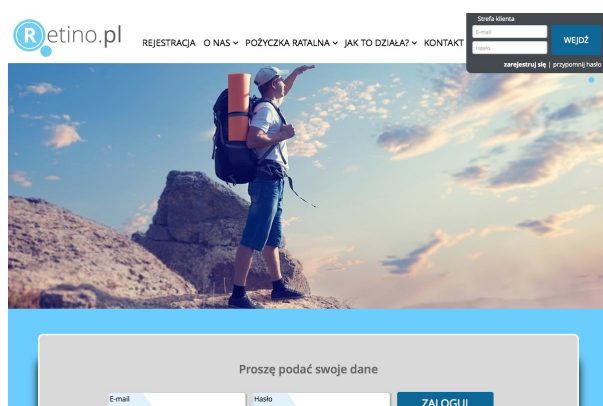 Retino.pl
REJESTRACJA O NAS POŻYCZKA RATALNA JAK TO DZIAŁA? KONTAKT
Strefa klienta
E-mail
Hasło
WEJDŹ
zarejestruj się | przypomnij hasło
Proszę podać swoje dane
E-mail
Hasło
ZALOGUJ